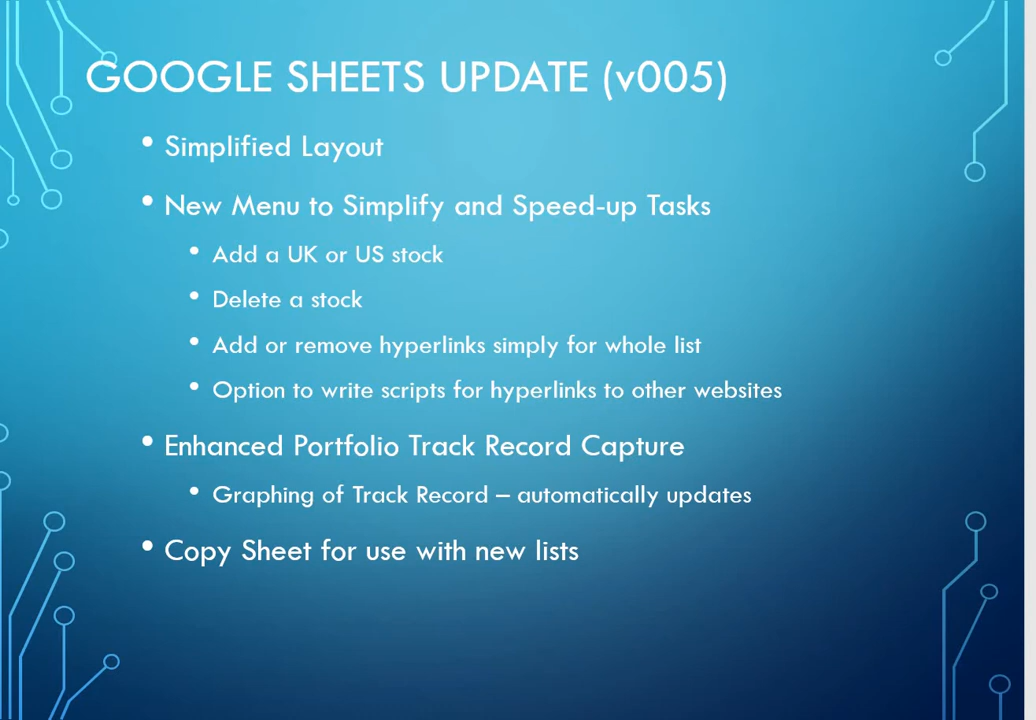 GOOGLE SHEETS UPDATE (v005)
• Simplified Layout
• New Menu to Simplify and Speed-up Tasks
• Add a UK or US stock
• Delete a stock
• Add or remove hyperlinks simply for whole list
• Option to write scripts for hyperlinks to other websites
• Enhanced Portfolio Track Record Capture
• Graphing of Track Record – automatically updates
• Copy Sheet for use with new lists